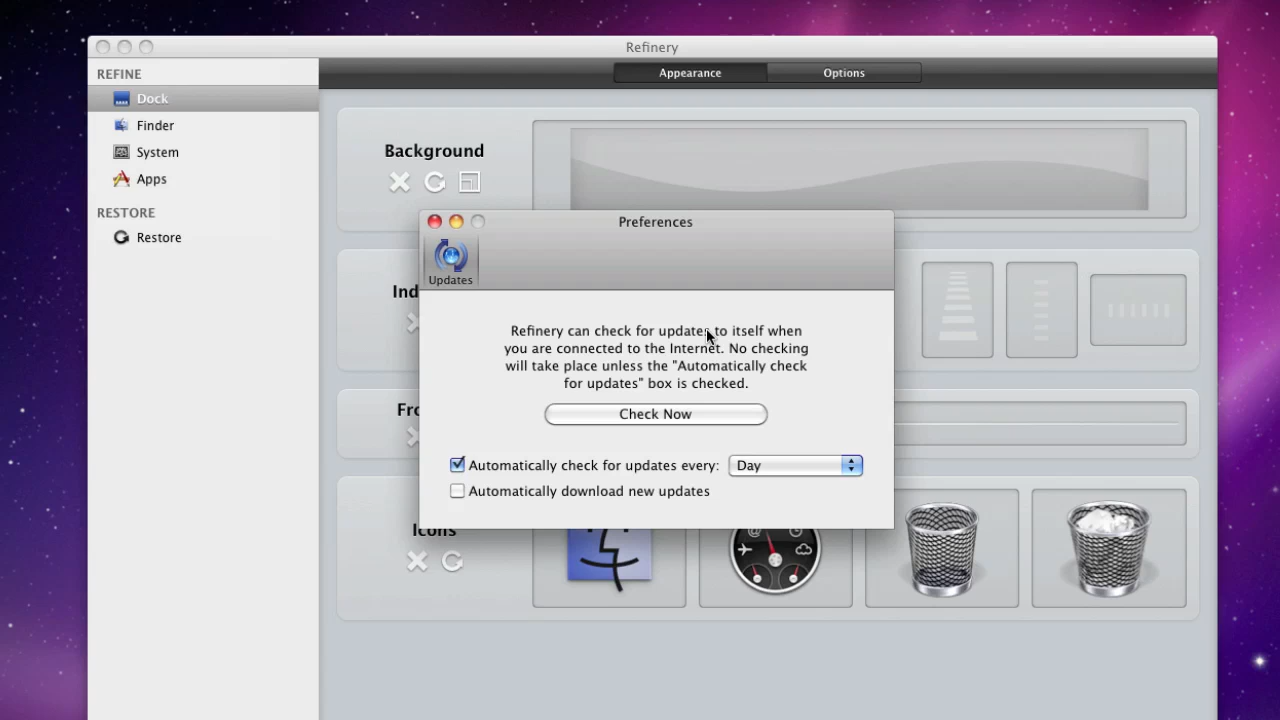 Refinery
REFINE
Dock
Finder
System
Apps
RESTORE
Restore
Appearance
Options
Background
Ind
Fro
Icons
Preferences
Updates
Refinery can check for updates to itself when
you are connected to the Internet. No checking
will take place unless the "Automatically check
for updates" box is checked.
Check Now
Automatically check for updates every: Day
Automatically download new updates